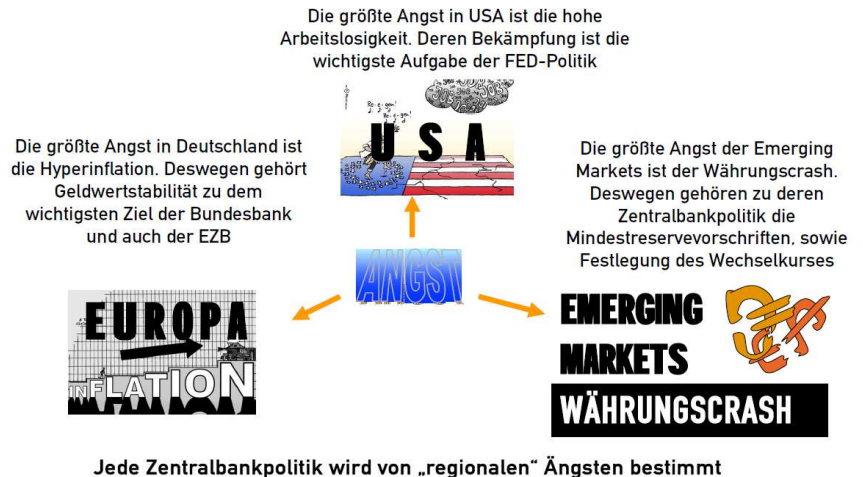 Die größte Angst in USA ist die hohe
Arbeitslosigkeit. Deren Bekämpfung ist die
wichtigste Aufgabe der FED-Politik
USA
Die größte Angst in Deutschland ist
die Hyperinflation. Deswegen gehört
Geldwertstabilität zu dem
wichtigsten Ziel der Bundesbank
und auch der EZB
Die größte Angst der Emerging
Markets ist der Währungscrash.
Deswegen gehören zu deren
Zentralbankpolitik die
Mindestreservevorschriften, sowie
Festlegung des Wechselkurses
ANGST
EUROPA
INFLATION
EMERGING
MARKETS
WÄHRUNGSCRASH
Jede Zentralbankpolitik wird von „regionalen“ Ängsten bestimmt